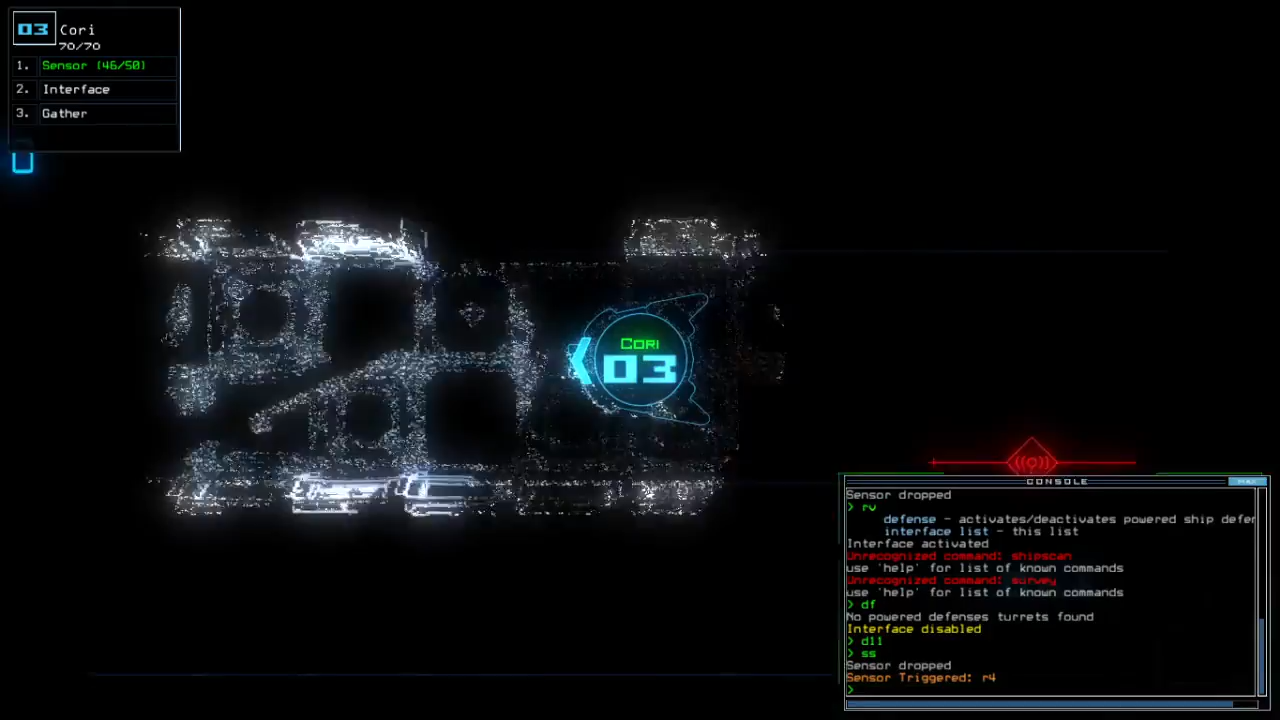 03 Cori
70/70
1. Sensor (46/50)
2. Interface
3. Gather
Cori
03
CONSOLE
Sensor dropped
> rv
defense - activates/deactivates powered ship defen
interface list - this list
Interface activated
Unrecognized command: shipscan
use 'help' for list of known commands
Unrecognized command: survey
use 'help' for list of known commands
> df
No powered defenses turrets found
Interface disabled
> d11
> ss
Sensor dropped
Sensor Triggered: r4
>